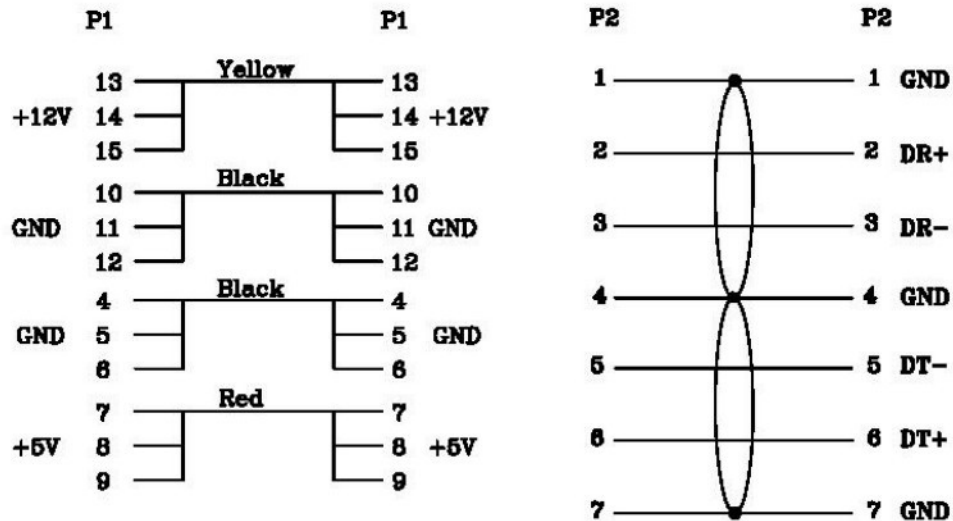 P1 P1 P2 P2
Yellow
13 13
+12V 14 14 +12V
15 15
Black
10 10
GND 11 11 GND
12 12
Black
4 4
GND 5 5 GND
6 6
Red
7 7
+5V 8 8 +5V
9 9
1 1 GND
2 2 DR+
3 3 DR-
4 4 GND
5 5 DT-
6 6 DT+
7 7 GND